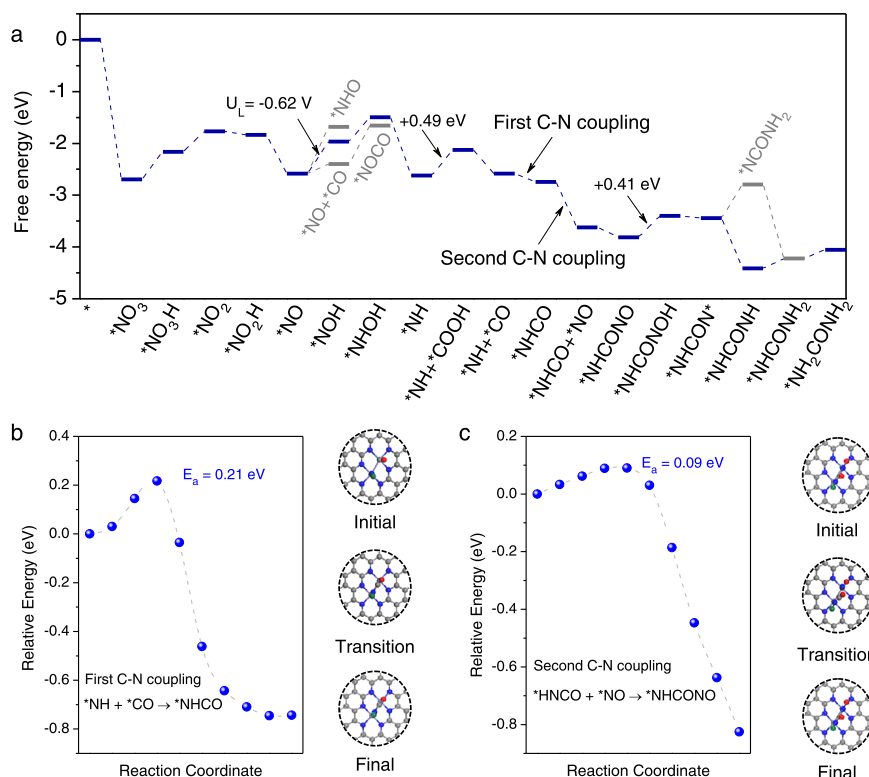 a
Free energy (eV)
0
-1
-2
-3
-4
-5
U_L= -0.62 V
*NHO
*NO+*CO
*NOCO
+0.49 eV
First C-N coupling
Second C-N coupling
+0.41 eV
*NCONH₂
*
*NO₃
*NO₃H
*NO₂
*NO₂H
*NO
*NOH
*NHOH
*NH
*NH+*COOH
*NH+*CO
*NHCO
*NHCO+*NO
*NHCONO
*NHCONOH
*NHCON*
*NHCONH
*NHCONH₂
*NH₂CONH₂
b
Relative Energy (eV)
0.4
0.2
0.0
-0.2
-0.4
-0.6
-0.8
Eₐ = 0.21 eV
First C-N coupling
*NH + *CO → *NHCO
Reaction Coordinate
Initial
Transition
Final
c
Relative Energy (eV)
0.2
0.0
-0.2
-0.4
-0.6
-0.8
Eₐ = 0.09 eV
Second C-N coupling
*HNCO + *NO → *NHCONO
Reaction Coordinate
Initial
Transition
Final